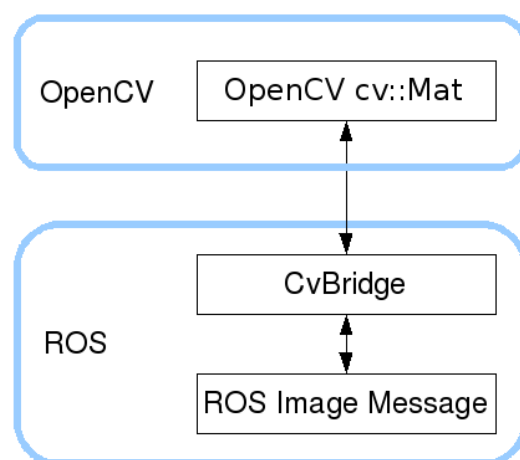 OpenCV
OpenCV cv::Mat
CvBridge
ROS
ROS Image Message